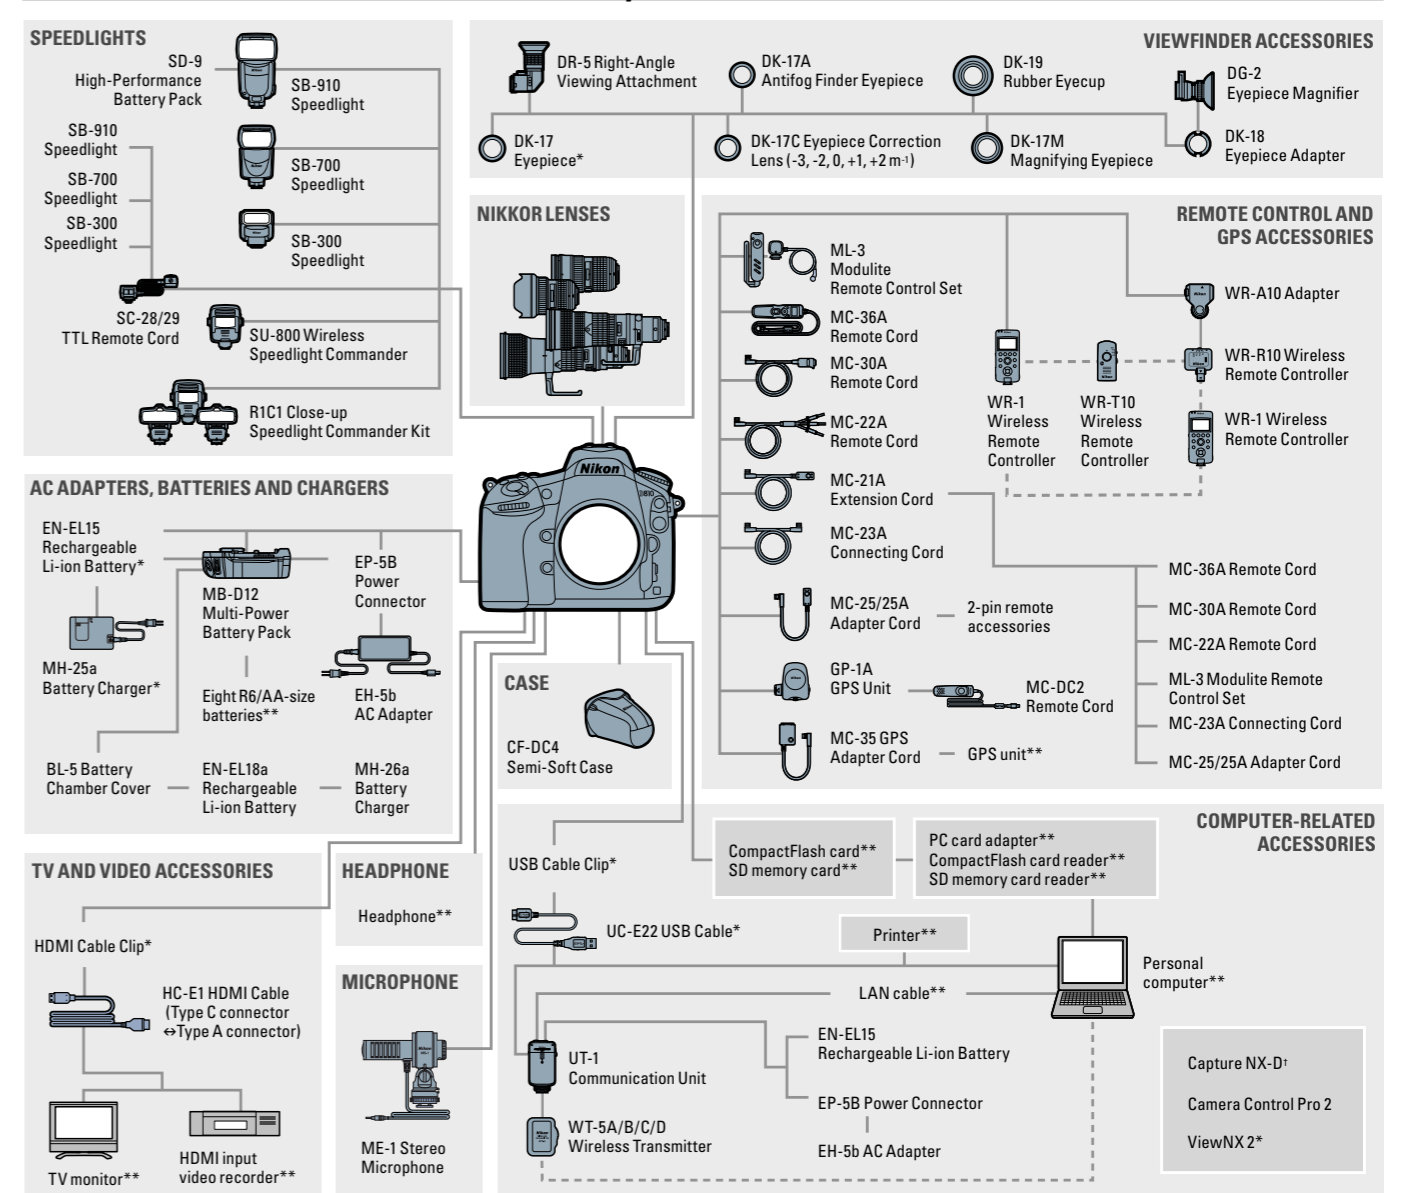 SPEEDLIGHTS
SD-9
High-Performance
Battery Pack
SB-910
Speedlight
SB-910
Speedlight
SB-700
Speedlight
SB-700
Speedlight
SB-300
Speedlight
SB-300
Speedlight
SC-28/29
TTL Remote Cord
SU-800 Wireless
Speedlight Commander
R1C1 Close-up
Speedlight Commander Kit
VIEWFINDER ACCESSORIES
DR-5 Right-Angle
Viewing Attachment
DK-17A
Antifog Finder Eyepiece
DK-19
Rubber Eyecup
DG-2
Eyepiece Magnifier
DK-17
Eyepiece*
DK-17C Eyepiece Correction
Lens (-3, -2, 0, +1, +2 m-1)
DK-17M
Magnifying Eyepiece
DK-18
Eyepiece Adapter
NIKKOR LENSES
Nikon
D810
REMOTE CONTROL AND
GPS ACCESSORIES
ML-3
Modulite
Remote Control Set
MC-36A
Remote Cord
MC-30A
Remote Cord
MC-22A
Remote Cord
MC-21A
Extension Cord
MC-23A
Connecting Cord
MC-25/25A
Adapter Cord
2-pin remote
accessories
GP-1A
GPS Unit
MC-DC2
Remote Cord
MC-35 GPS
Adapter Cord
GPS unit**
WR-A10 Adapter
WR-R10 Wireless
Remote Controller
WR-1
Wireless
Remote
Controller
WR-T10
Wireless
Remote
Controller
WR-1 Wireless
Remote Controller
MC-36A Remote Cord
MC-30A Remote Cord
MC-22A Remote Cord
ML-3 Modulite Remote
Control Set
MC-23A Connecting Cord
MC-25/25A Adapter Cord
AC ADAPTERS, BATTERIES AND CHARGERS
EN-EL15
Rechargeable
Li-ion Battery*
MB-D12
Multi-Power
Battery Pack
EP-5B
Power
Connector
MH-25a
Battery Charger*
Eight R6/AA-size
batteries**
EH-5b
AC Adapter
BL-5 Battery
Chamber Cover
EN-EL18a
Rechargeable
Li-ion Battery
MH-26a
Battery
Charger
CASE
CF-DC4
Semi-Soft Case
TV AND VIDEO ACCESSORIES
HDMI Cable Clip*
HC-E1 HDMI Cable
(Type C connector
↔Type A connector)
TV monitor**
HDMI input
video recorder**
HEADPHONE
Headphone**
MICROPHONE
ME-1 Stereo
Microphone
COMPUTER-RELATED
ACCESSORIES
USB Cable Clip*
CompactFlash card**
SD memory card**
PC card adapter**
CompactFlash card reader**
SD memory card reader**
UC-E22 USB Cable*
Printer**
LAN cable**
Personal
computer**
UT-1
Communication Unit
EN-EL15
Rechargeable Li-ion Battery
EP-5B Power Connector
EH-5b AC Adapter
WT-5A/B/C/D
Wireless Transmitter
Capture NX-D†
Camera Control Pro 2
ViewNX 2*